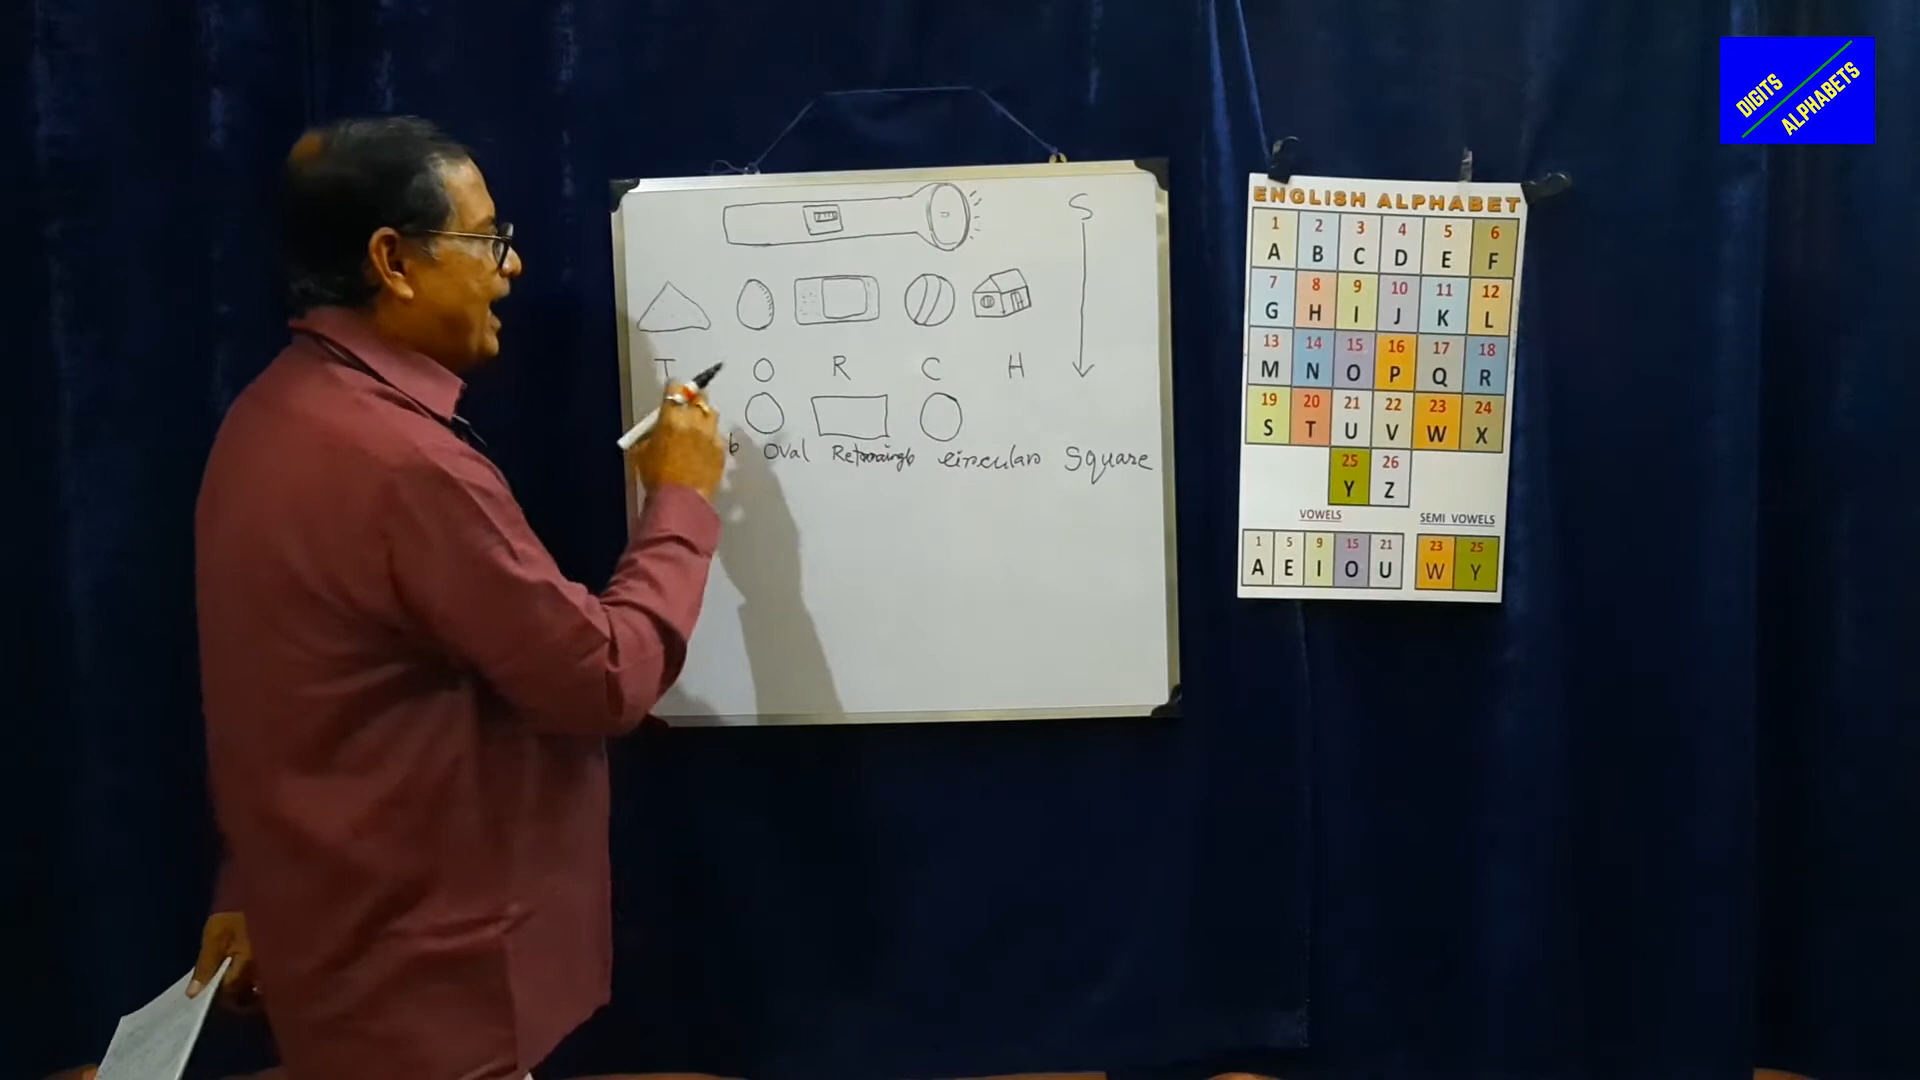 DIGITS
ALPHABETS
S
T O R C H
Oval circular Square
ENGLISH ALPHABET
1 2 3 4 5 6
A B C D E F
7 8 9 10 11 12
G H I J K L
13 14 15 16 17 18
M N O P Q R
19 20 21 22 23 24
S T U V W X
25 26
Y Z
VOWELS SEMI VOWELS
1 5 9 15 21 23 25
A E I O U W Y